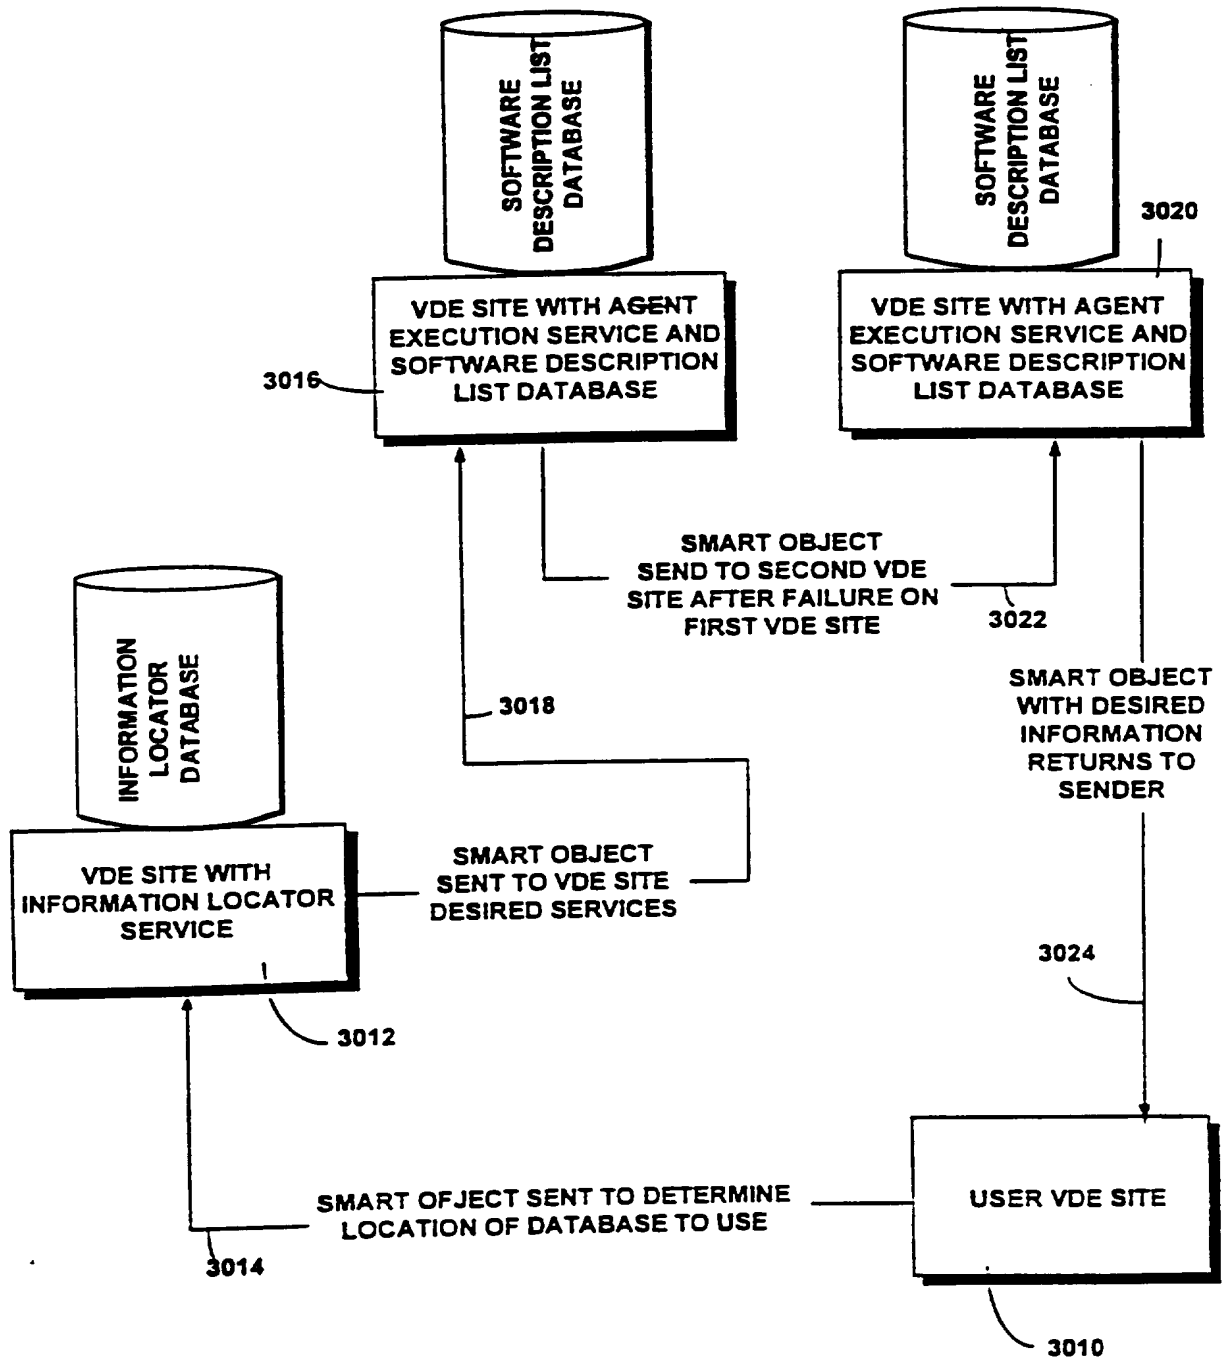 SOFTWARE
DESCRIPTION LIST
DATABASE
SOFTWARE
DESCRIPTION LIST
DATABASE
3020
VDE SITE WITH AGENT
EXECUTION SERVICE AND
SOFTWARE DESCRIPTION
LIST DATABASE
3016
VDE SITE WITH AGENT
EXECUTION SERVICE AND
SOFTWARE DESCRIPTION
LIST DATABASE
SMART OBJECT
SEND TO SECOND VDE
SITE AFTER FAILURE ON
FIRST VDE SITE
3022
INFORMATION
LOCATOR
DATABASE
3018
SMART OBJECT
WITH DESIRED
INFORMATION
RETURNS TO
SENDER
VDE SITE WITH
INFORMATION LOCATOR
SERVICE
SMART OBJECT
SENT TO VDE SITE
DESIRED SERVICES
3024
3012
SMART OFJECT SENT TO DETERMINE
LOCATION OF DATABASE TO USE
3014
USER VDE SITE
3010